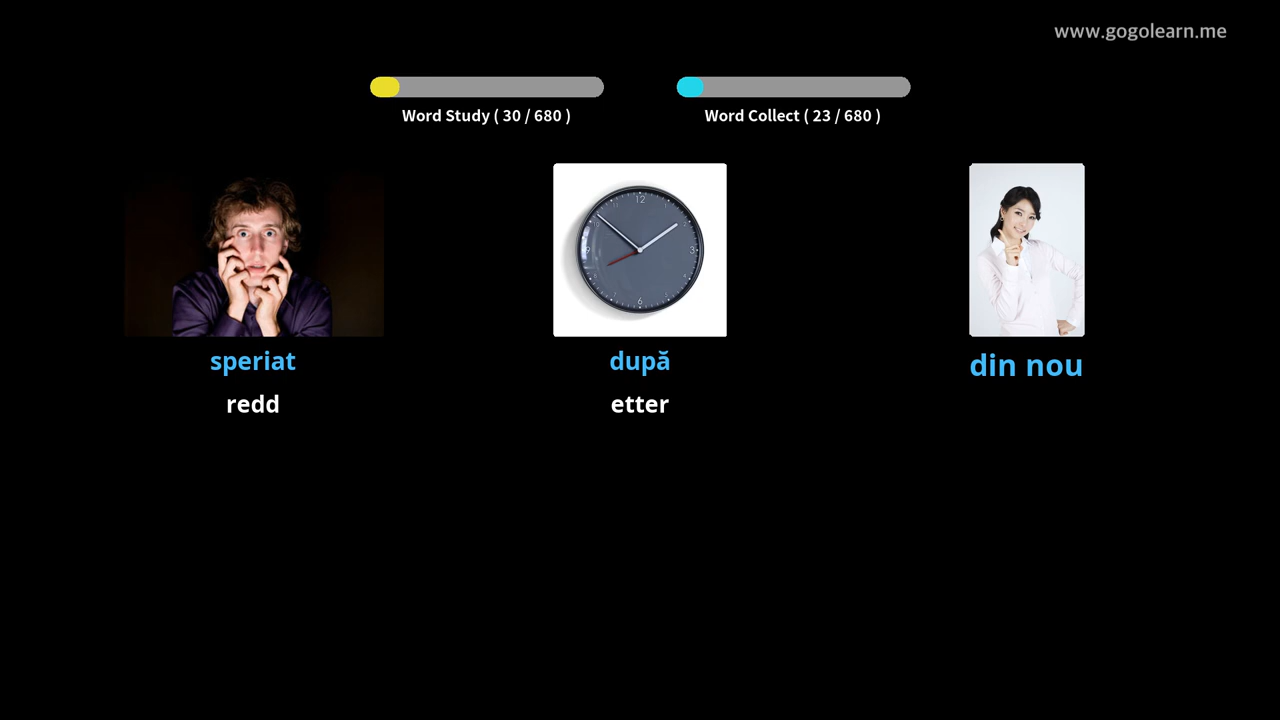 www.gogolearn.me
Word Study ( 30 / 680 )
Word Collect ( 23 / 680 )
speriat
după
din nou
redd
etter